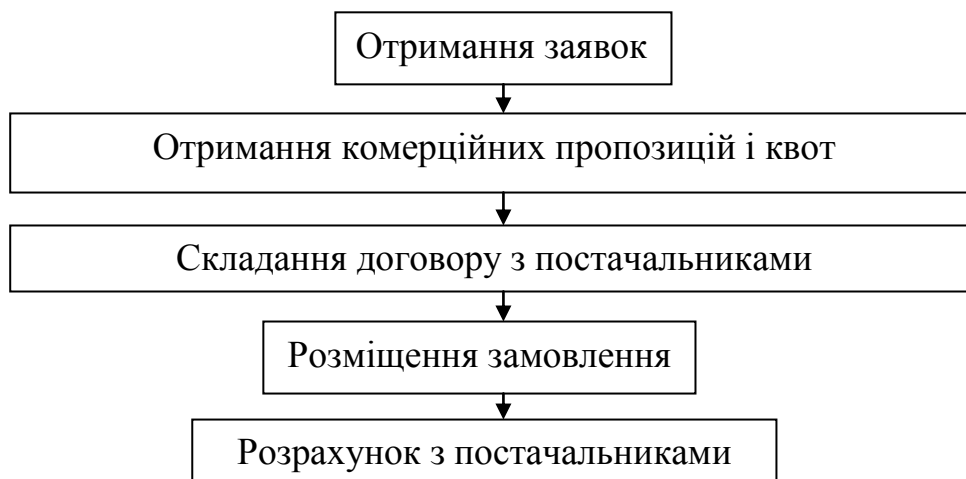 Отримання заявок
Отримання комерційних пропозицій і квот
Складання договору з постачальниками
Розміщення замовлення
Розрахунок з постачальниками